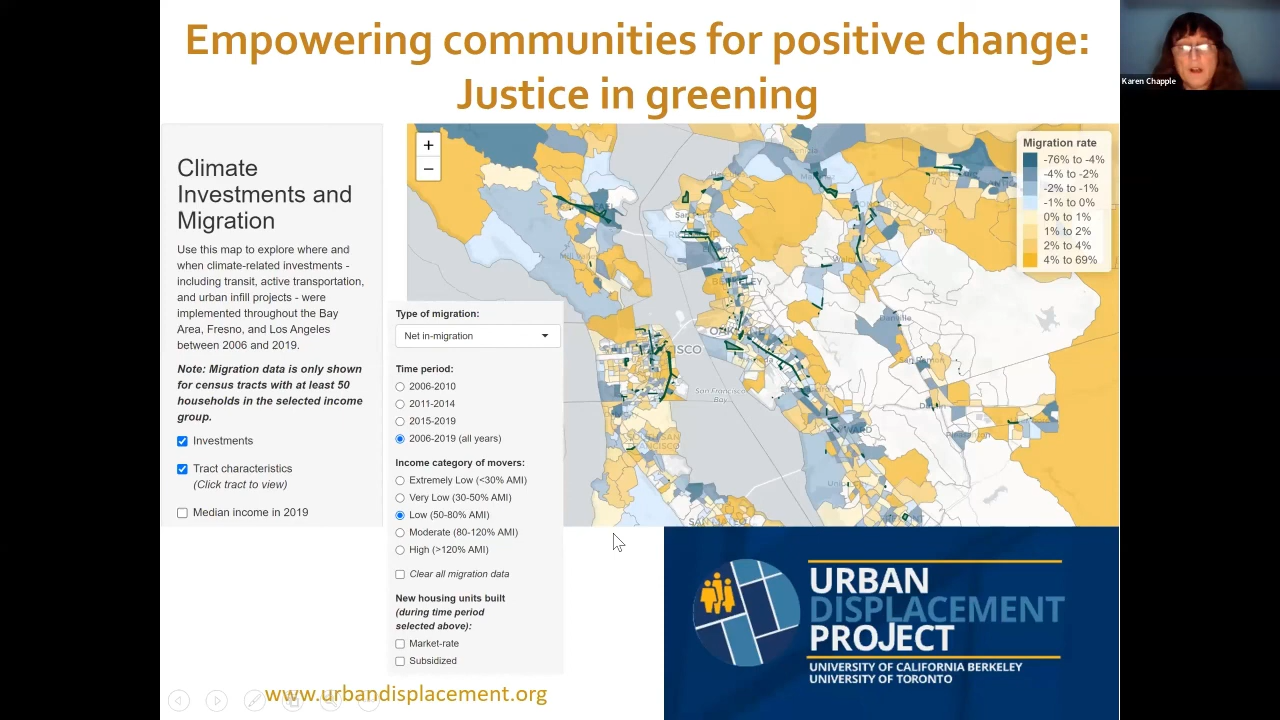 Empowering communities for positive change:
Justice in greening
Karen Chapple
Climate
Investments and
Migration
Use this map to explore where and
when climate-related investments -
including transit, active transportation,
and urban infill projects - were
implemented throughout the Bay
Area, Fresno, and Los Angeles
between 2006 and 2019.
Note: Migration data is only shown
for census tracts with at least 50
households in the selected income
group.
Investments
Tract characteristics
(Click tract to view)
Median income in 2019
+
−
Type of migration:
Net in-migration
Time period:
2006-2010
2011-2014
2015-2019
2006-2019 (all years)
Income category of movers:
Extremely Low (<30% AMI)
Very Low (30-50% AMI)
Low (50-80% AMI)
Moderate (80-120% AMI)
High (>120% AMI)
Clear all migration data
New housing units built
(during time period
selected above):
Market-rate
Subsidized
Migration rate
-76% to -4%
-4% to -2%
-2% to -1%
-1% to 0%
0% to 1%
1% to 2%
2% to 4%
4% to 69%
Clayton
BERKELEY
San Francisco
Bay
Danville
San Ramon
Pleasanton
SAN MATEO
URBAN
DISPLACEMENT
PROJECT
UNIVERSITY OF CALIFORNIA BERKELEY
UNIVERSITY OF TORONTO
www.urbandisplacement.org